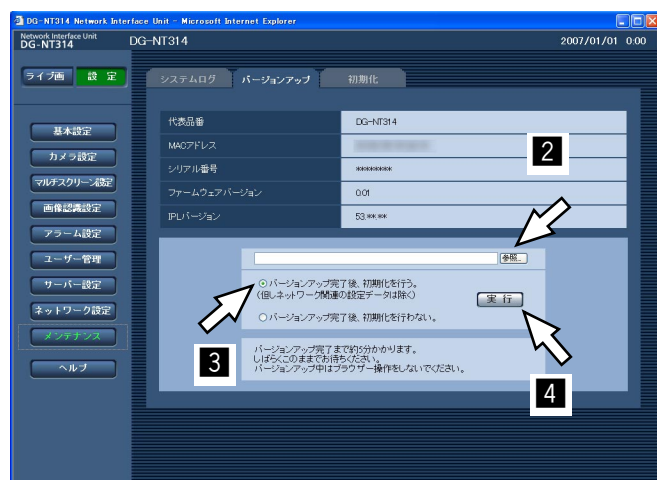 DG-NT314 Network Interface Unit - Microsoft Internet Explorer
Network Interface Unit
DG-NT314
DG-NT314
2007/01/01 0:00
ライブ画
設 定
システムログ
バージョンアップ
初期化
基本設定
カメラ設定
マルチスクリーン設定
画像認識設定
アラーム設定
ユーザー管理
サーバー設定
ネットワーク設定
メンテナンス
ヘルプ
代表品番
DG-NT314
MACアドレス
シリアル番号
**********
ファームウェアバージョン
0.01
IPLバージョン
53.**.**
2
参照...
バージョンアップ完了後、初期化を行う。
(但しネットワーク関連の設定データは除く)
実 行
バージョンアップ完了後、初期化を行わない。
3
バージョンアップ完了まで約5分かかります。
しばらくこのままでお待ちください。
バージョンアップ中はブラウザー操作をしないでください。
4